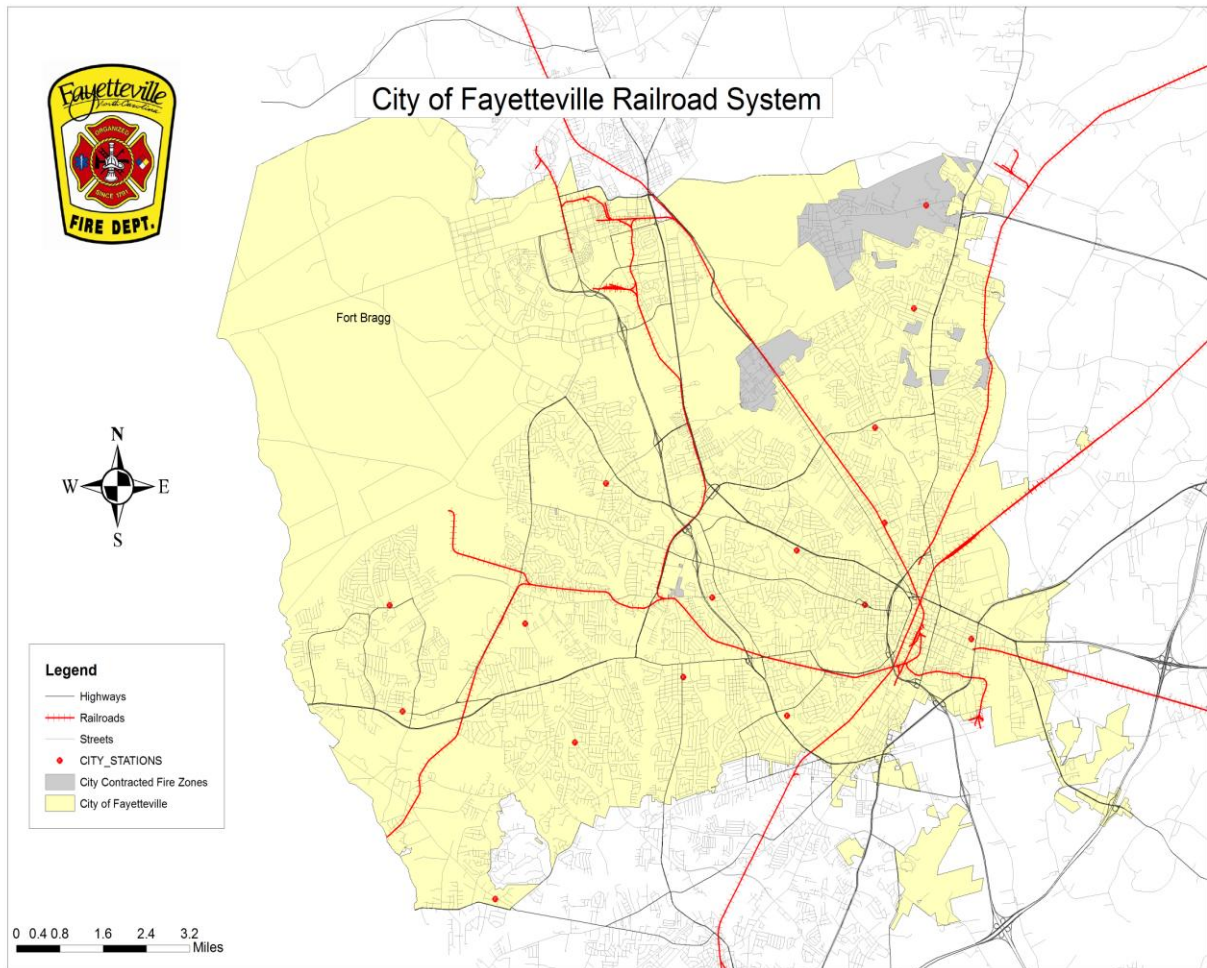 City of Fayetteville Railroad System
Fayetteville
North Carolina
ORGANIZED
SINCE 1791
FIRE DEPT.
Fort Bragg
N
W E
S
Legend
Highways
Railroads
Streets
CITY_STATIONS
City Contracted Fire Zones
City of Fayetteville
0 0.4 0.8 1.6 2.4 3.2
Miles